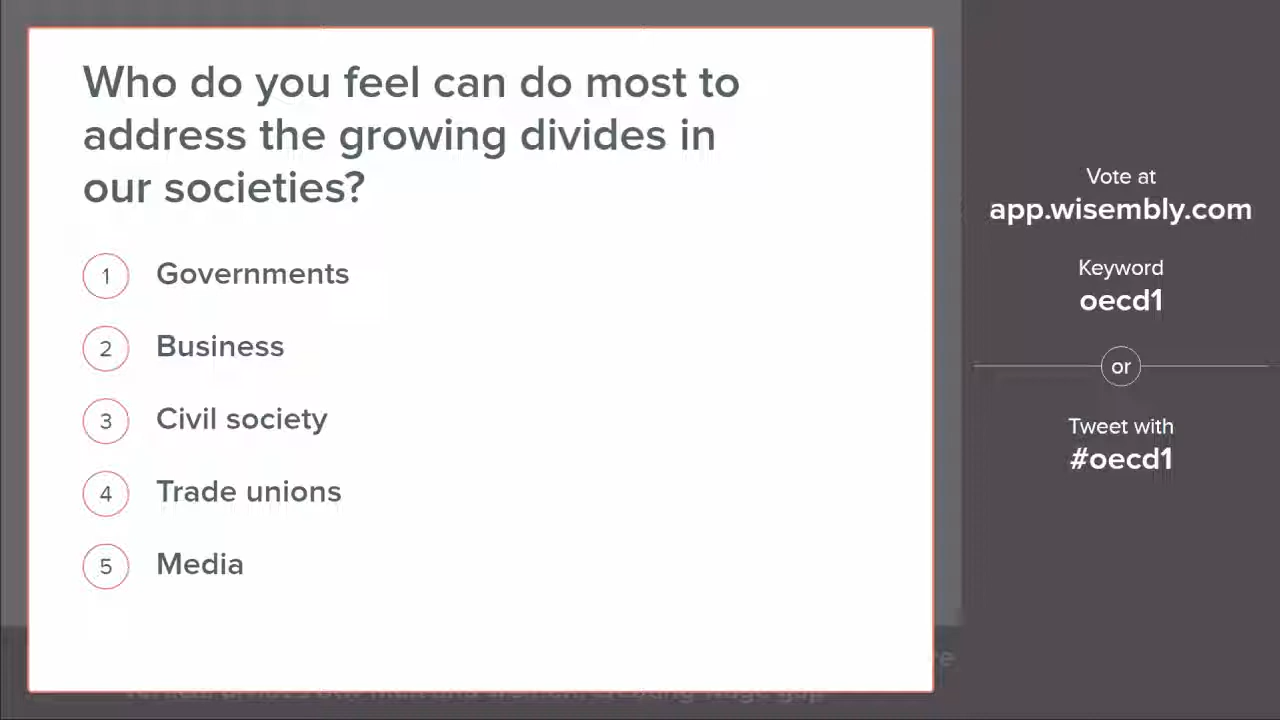 Who do you feel can do most to
address the growing divides in
our societies?
1 Governments
2 Business
3 Civil society
4 Trade unions
5 Media
Vote at
app.wisembly.com
Keyword
oecd1
or
Tweet with
#oecd1